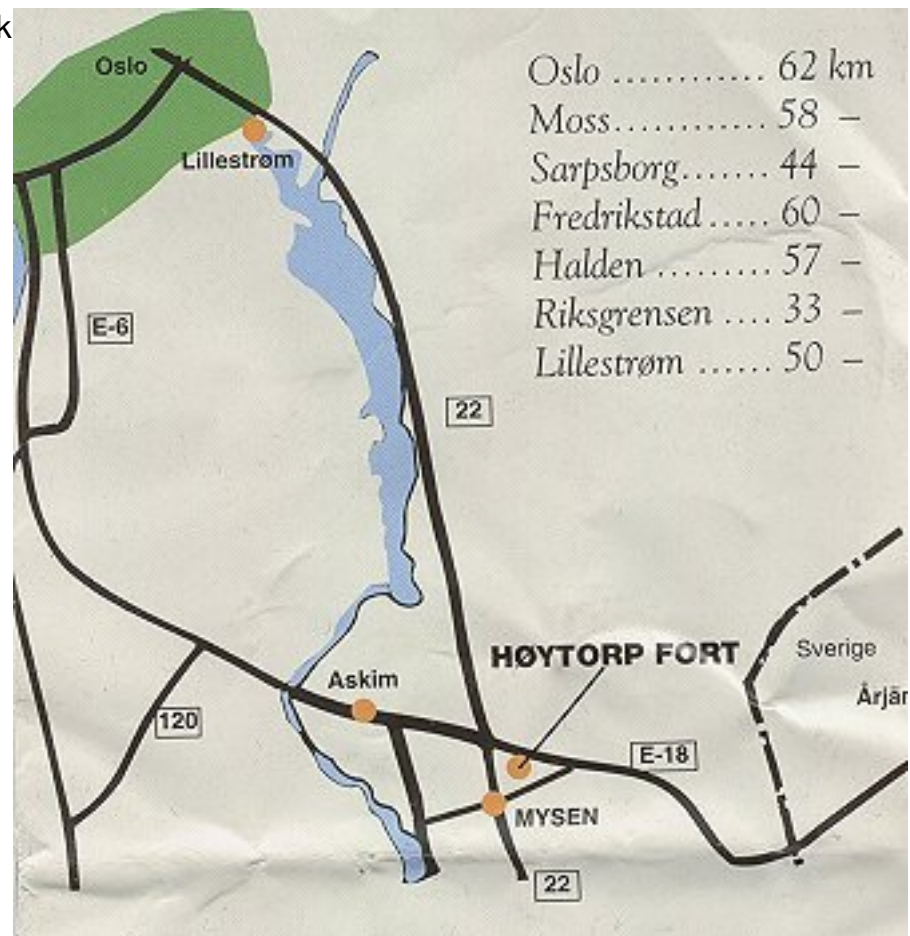 k
Oslo ............ 62 km
Moss............. 58 –
Sarpsborg....... 44 –
Fredrikstad ..... 60 –
Halden ......... 57 –
Riksgrensen .... 33 –
Lillestrøm ...... 50 –
Oslo
Lillestrøm
E-6
22
HØYTORP FORT
Sverige
Askim
Årjän
120
E-18
MYSEN
22